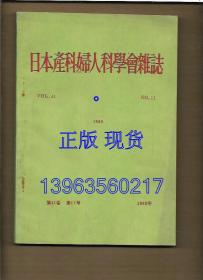 日本產科婦人科學會雜誌
VOL. 41
NO. 11
1989
正版 现货
13963560217
第41卷 第11号
1989年